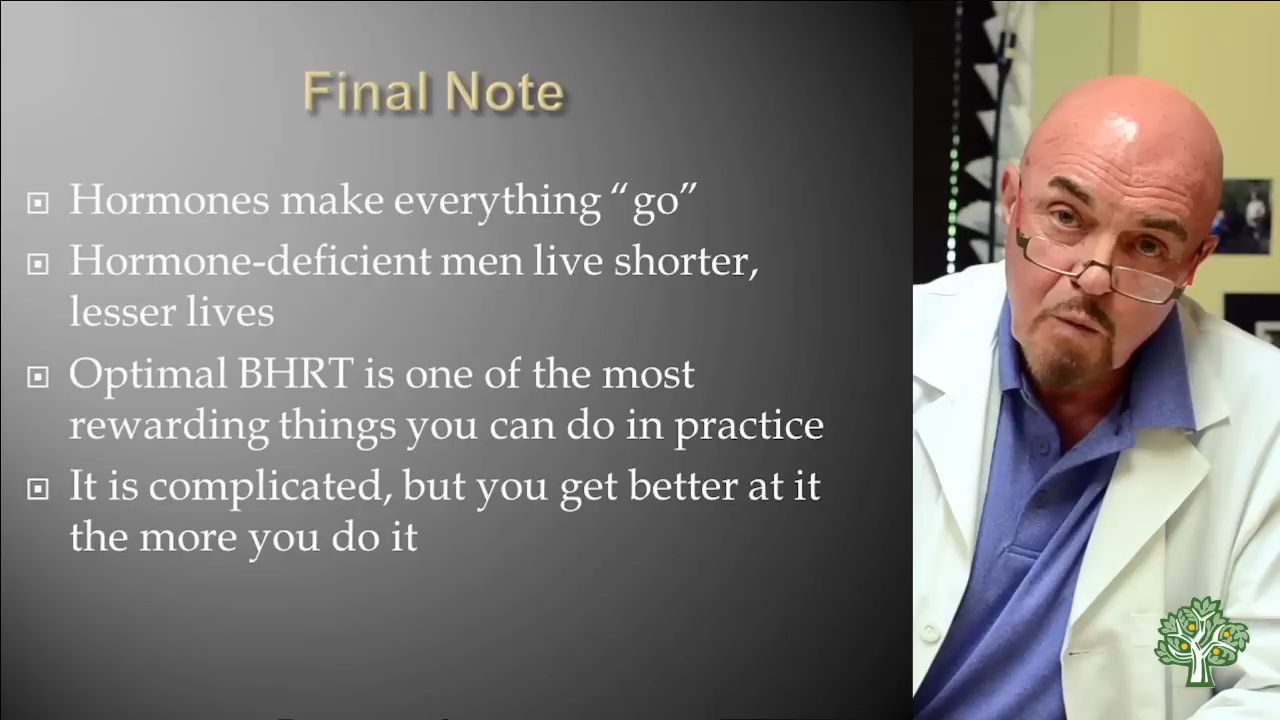 Final Note
Hormones make everything “go”
Hormone-deficient men live shorter,
lesser lives
Optimal BHRT is one of the most
rewarding things you can do in practice
It is complicated, but you get better at it
the more you do it